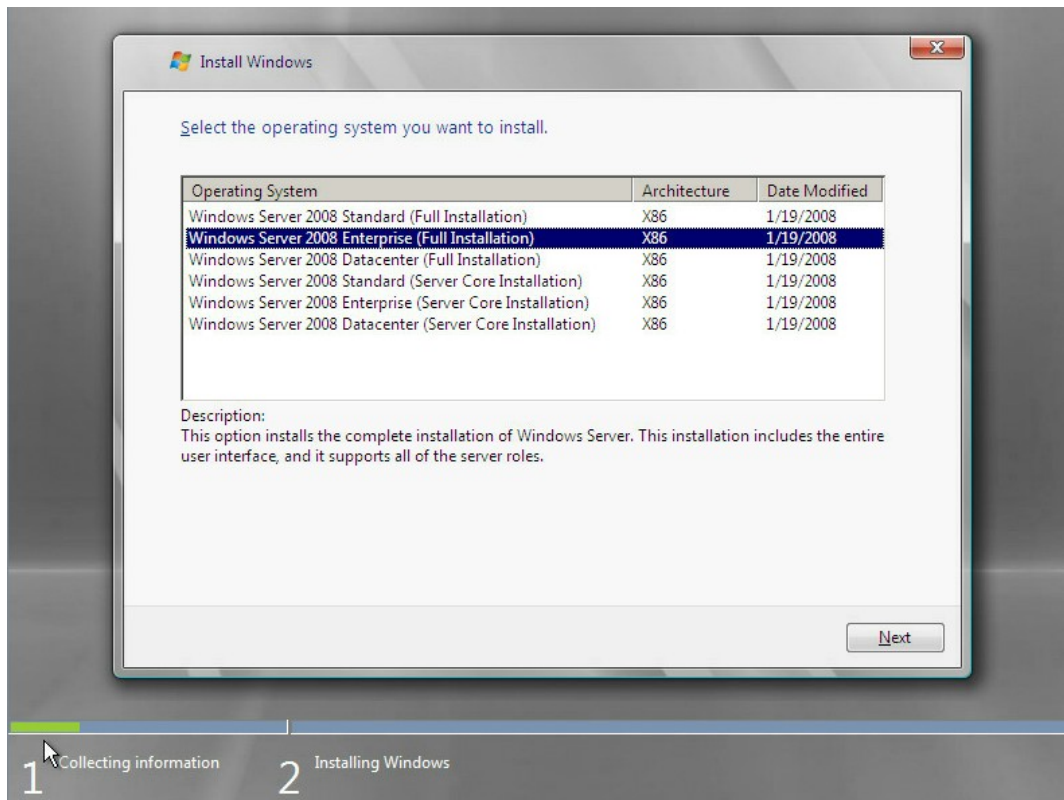 Install Windows
Select the operating system you want to install.
Operating System Architecture Date Modified
Windows Server 2008 Standard (Full Installation) X86 1/19/2008
Windows Server 2008 Enterprise (Full Installation) X86 1/19/2008
Windows Server 2008 Datacenter (Full Installation) X86 1/19/2008
Windows Server 2008 Standard (Server Core Installation) X86 1/19/2008
Windows Server 2008 Enterprise (Server Core Installation) X86 1/19/2008
Windows Server 2008 Datacenter (Server Core Installation) X86 1/19/2008
Description:
This option installs the complete installation of Windows Server. This installation includes the entire
user interface, and it supports all of the server roles.
Next
1 Collecting information 2 Installing Windows